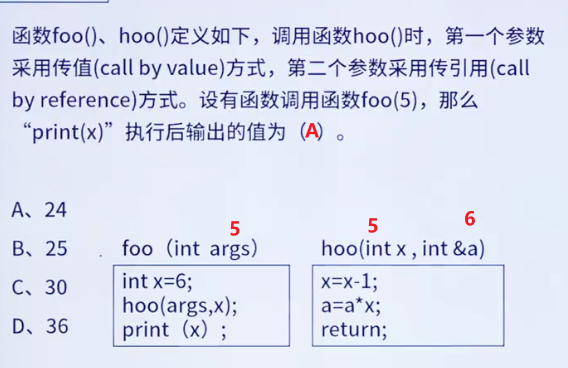 函数foo()、hoo()定义如下，调用函数hoo()时，第一个参数
采用传值(call by value)方式，第二个参数采用传引用(call
by reference)方式。设有函数调用函数foo(5)，那么
“print(x)”执行后输出的值为（A）。
A、24
B、25
C、30
D、36
5
foo（int args）
int x=6;
hoo(args,x);
print（x）;
5 6
hoo(int x , int &a)
x=x-1;
a=a*x;
return;